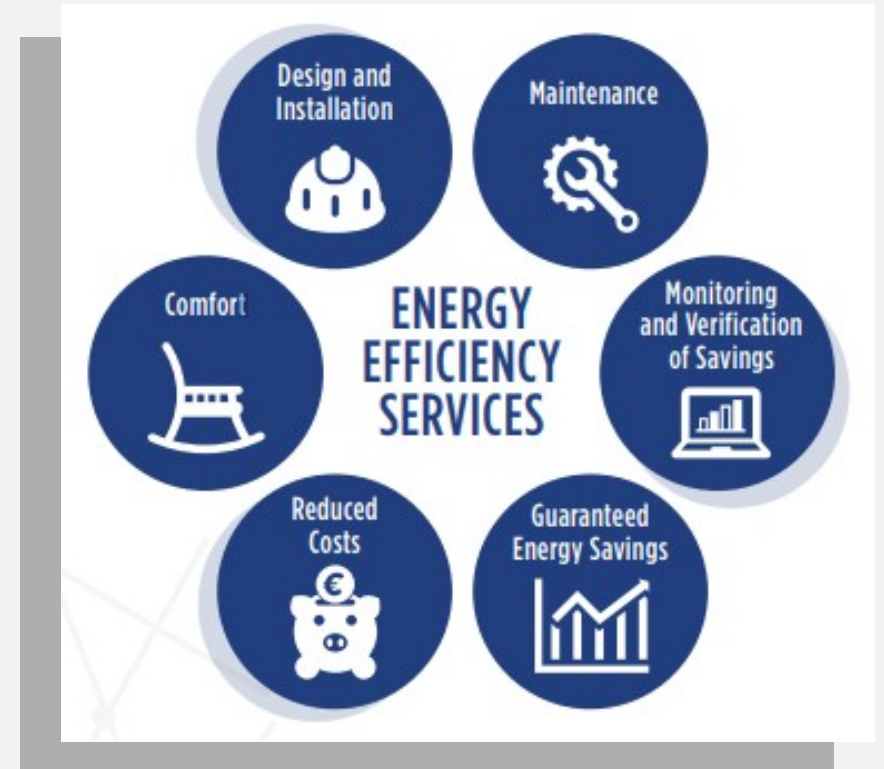 Design and
Installation
Maintenance
Comfort
ENERGY
EFFICIENCY
SERVICES
Monitoring
and Verification
of Savings
Reduced
Costs
€
Guaranteed
Energy Savings